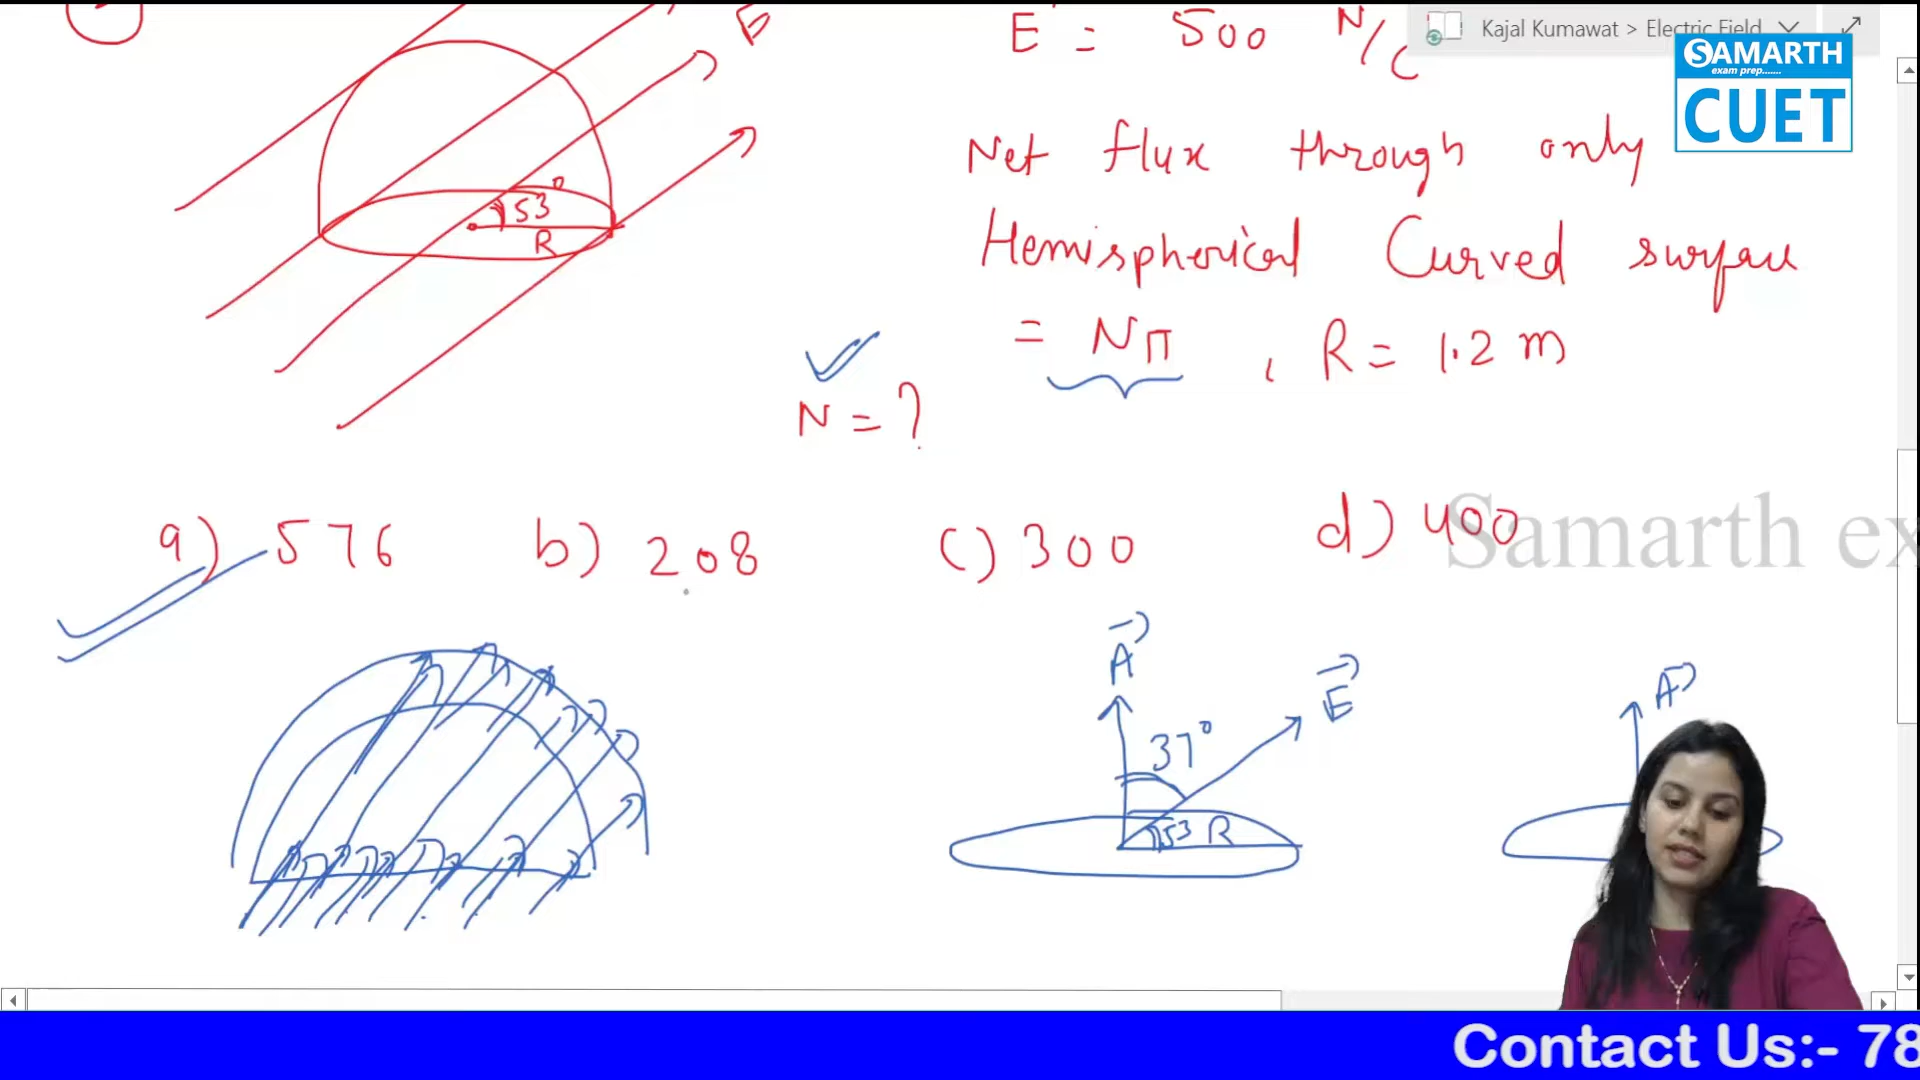 E
E = 500 N/C
Kajal Kumawat > Electric Field
SAMARTH
exam prep......
CUET
Net flux through only
Hemispherical Curved surface
= Nπ , R = 1.2 m
53°
R
N = ?
a) 576 b) 208 c) 300 d) 400
Samarth ex
A
E
37°
53 R
A
Contact Us:- 78